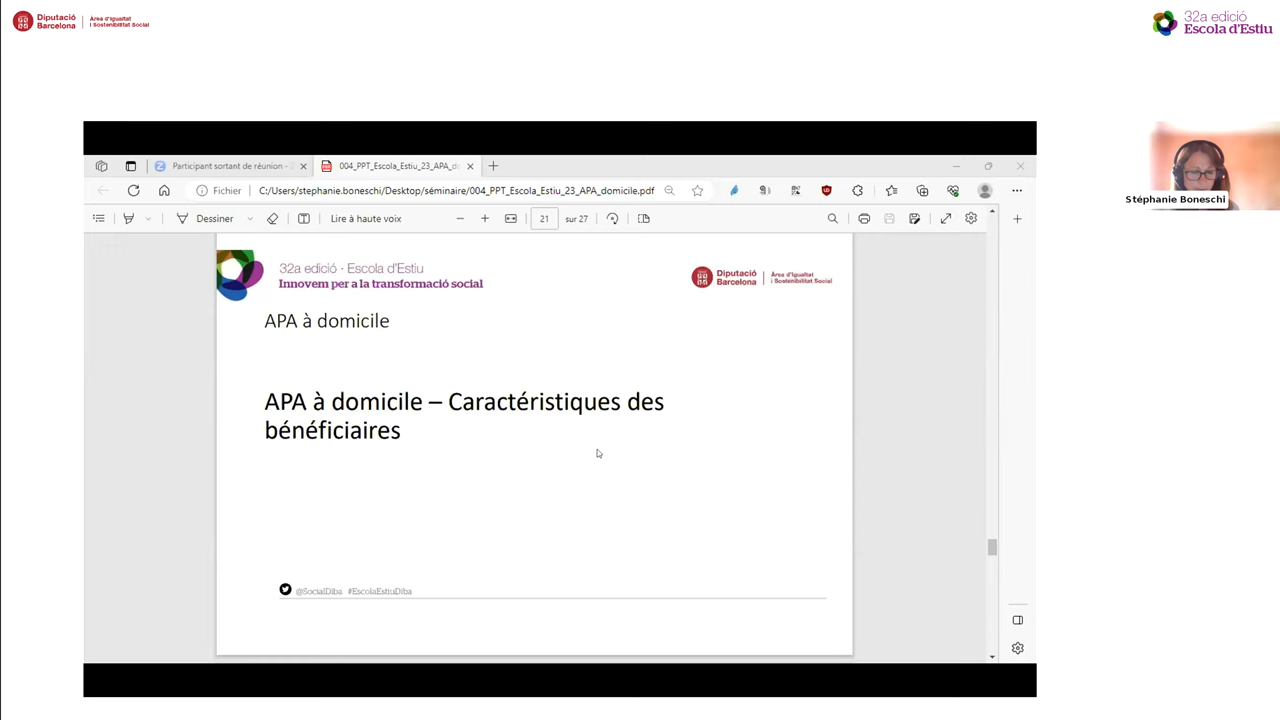 Diputació
Barcelona
Àrea d'Igualtat
i Sostenibilitat Social
32a edició
Escola d'Estiu
Participant sortant de réunion - Z
004_PPT_Escola_Estiu_23_APA_do
Fichier
C:/Users/stephanie.boneschi/Desktop/séminaire/004_PPT_Escola_Estiu_23_APA_domicile.pdf
Dessiner
Lire à haute voix
21
sur 27
32a edició · Escola d'Estiu
Innovem per a la transformació social
Diputació
Barcelona
Àrea d'Igualtat
i Sostenibilitat Social
APA à domicile
APA à domicile – Caractéristiques des
bénéficiaires
@SocialDiba #EscolaEstiuDiba
Stéphanie Boneschi